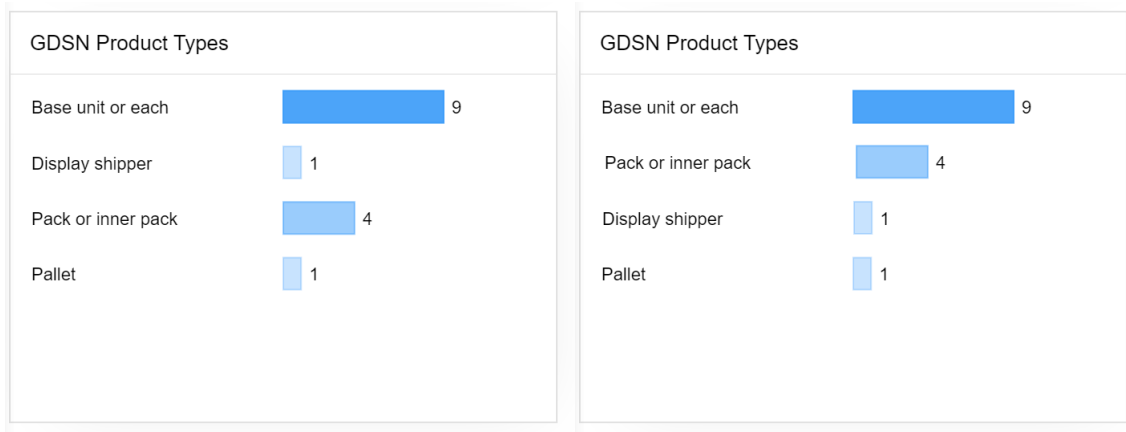 GDSN Product Types
Base unit or each 9
Display shipper 1
Pack or inner pack 4
Pallet 1
GDSN Product Types
Base unit or each 9
Pack or inner pack 4
Display shipper 1
Pallet 1